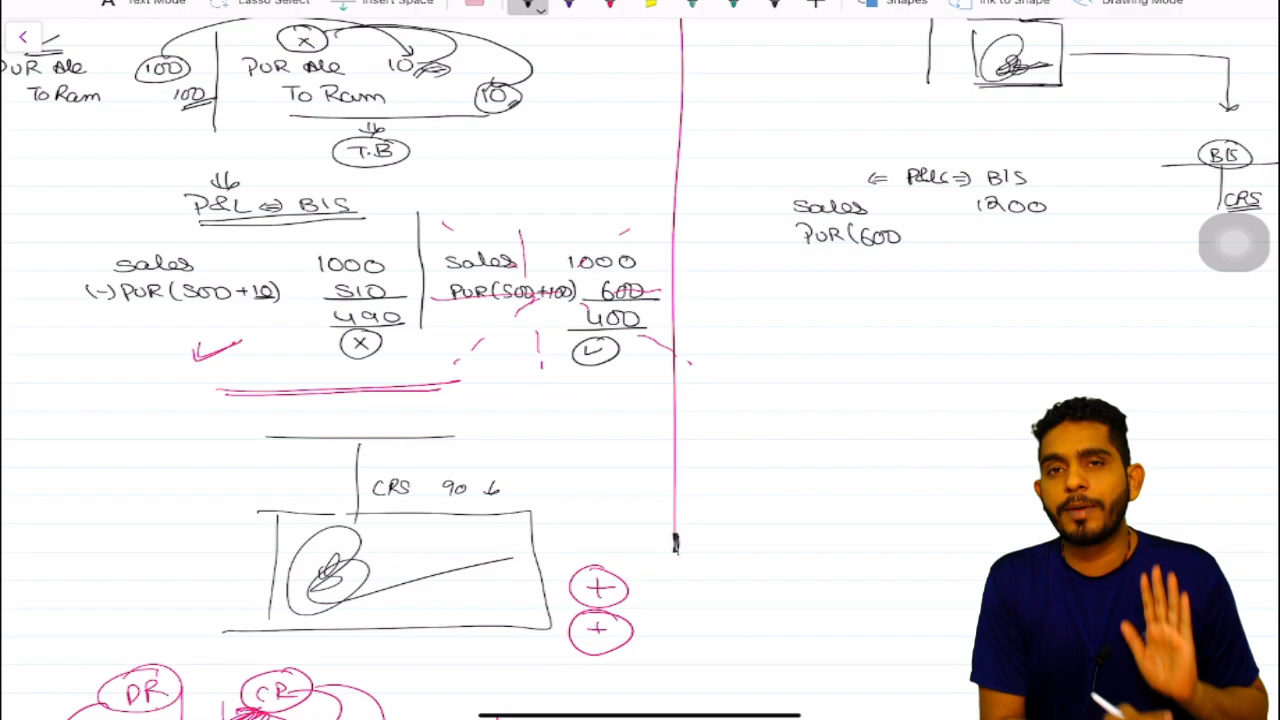 Text Mode Lasso Select Insert Space Shapes Ink to Shape Drawing Mode
PUR A/c 100
To Ram 100
X
PUR A/c 10
To Ram 10
T.B
P&L ⇔ B/S
Sales 1000
(-) PUR (500+10) 510
490
X
Sales 1000
PUR (500+100) 600
400
CRS 90 ↓
+
+
DR CR
B/S
CRS
⇐ P&L ⇒ B/S
Sales 1200
PUR (600